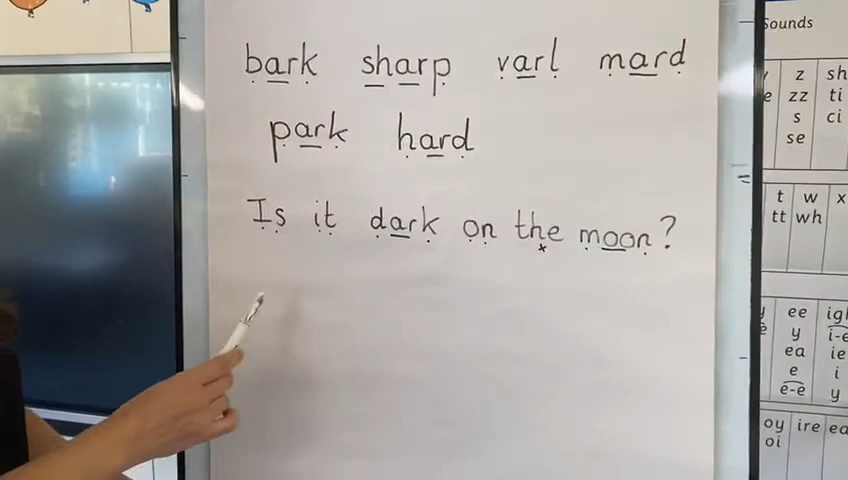 bark sharp varl mard
park hard
Is it dark on the moon?
Sounds
z sh
e zz ti
s ci
se
t w x
tt wh
ee igh
y i-e
ea ie
e i
e-e y
oy ire ea
oi